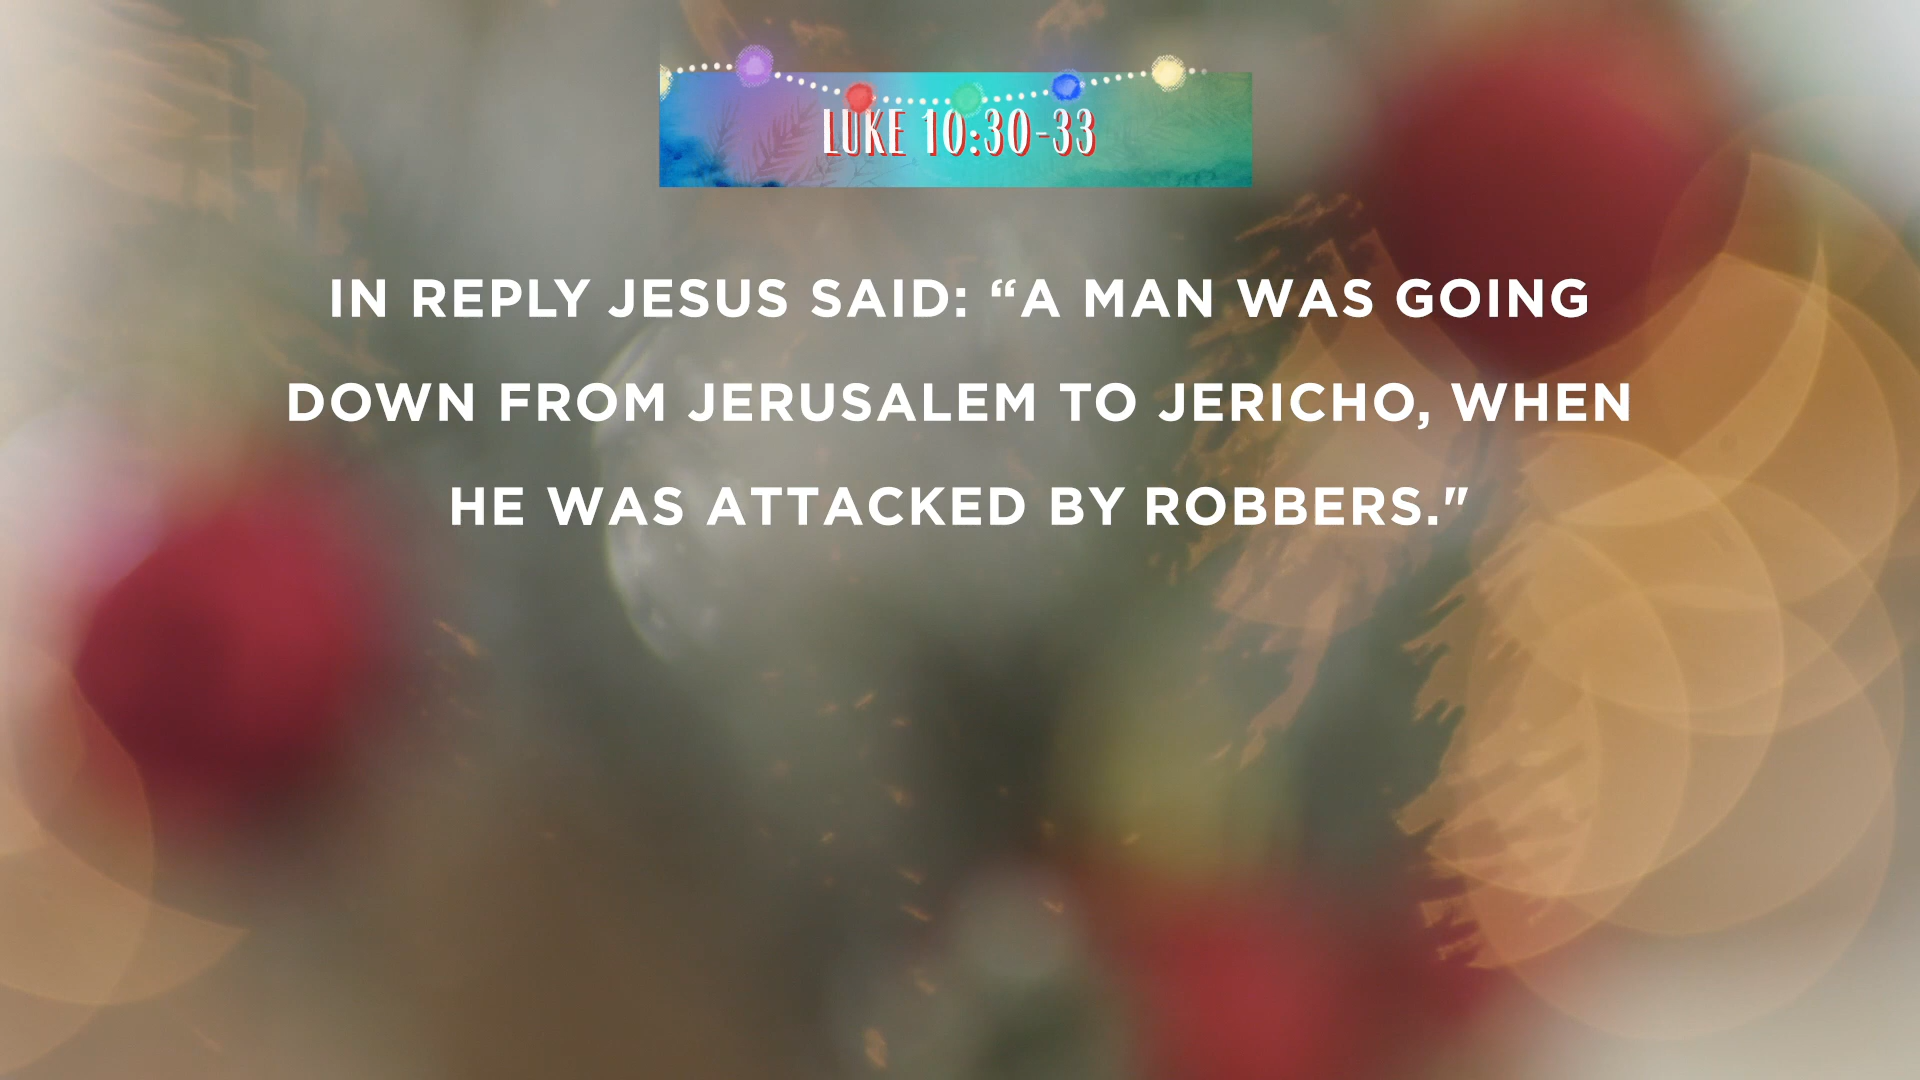 LUKE 10:30-33
IN REPLY JESUS SAID: “A MAN WAS GOING
DOWN FROM JERUSALEM TO JERICHO, WHEN
HE WAS ATTACKED BY ROBBERS."